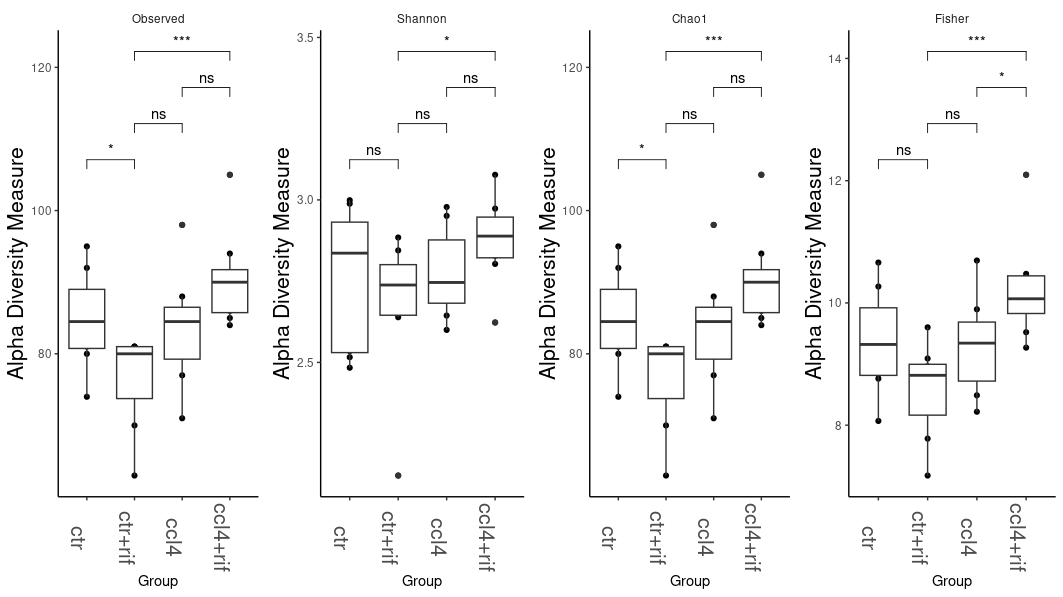 Observed
Alpha Diversity Measure
120
100
80
***
ns
ns
*
ctr
ctr+rif
ccl4
ccl4+rif
Group
Shannon
Alpha Diversity Measure
3.5
3.0
2.5
*
ns
ns
ns
ctr
ctr+rif
ccl4
ccl4+rif
Group
Chao1
Alpha Diversity Measure
120
100
80
***
ns
ns
*
ctr
ctr+rif
ccl4
ccl4+rif
Group
Fisher
Alpha Diversity Measure
14
12
10
8
***
*
ns
ns
ctr
ctr+rif
ccl4
ccl4+rif
Group